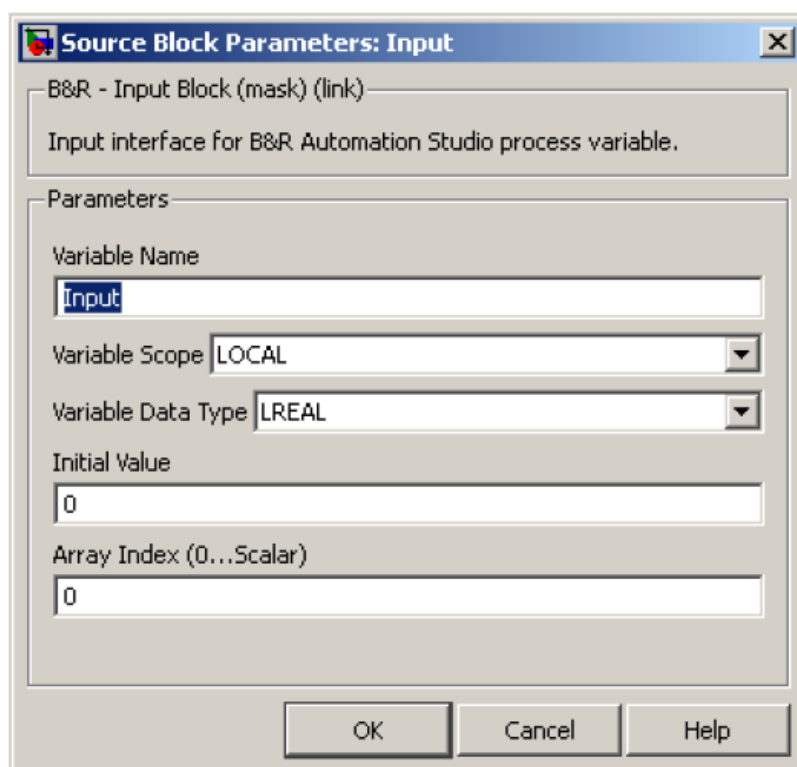 Source Block Parameters: Input
B&R - Input Block (mask) (link)
Input interface for B&R Automation Studio process variable.
Parameters
Variable Name
Input
Variable Scope LOCAL
Variable Data Type LREAL
Initial Value
0
Array Index (0...Scalar)
0
OK Cancel Help